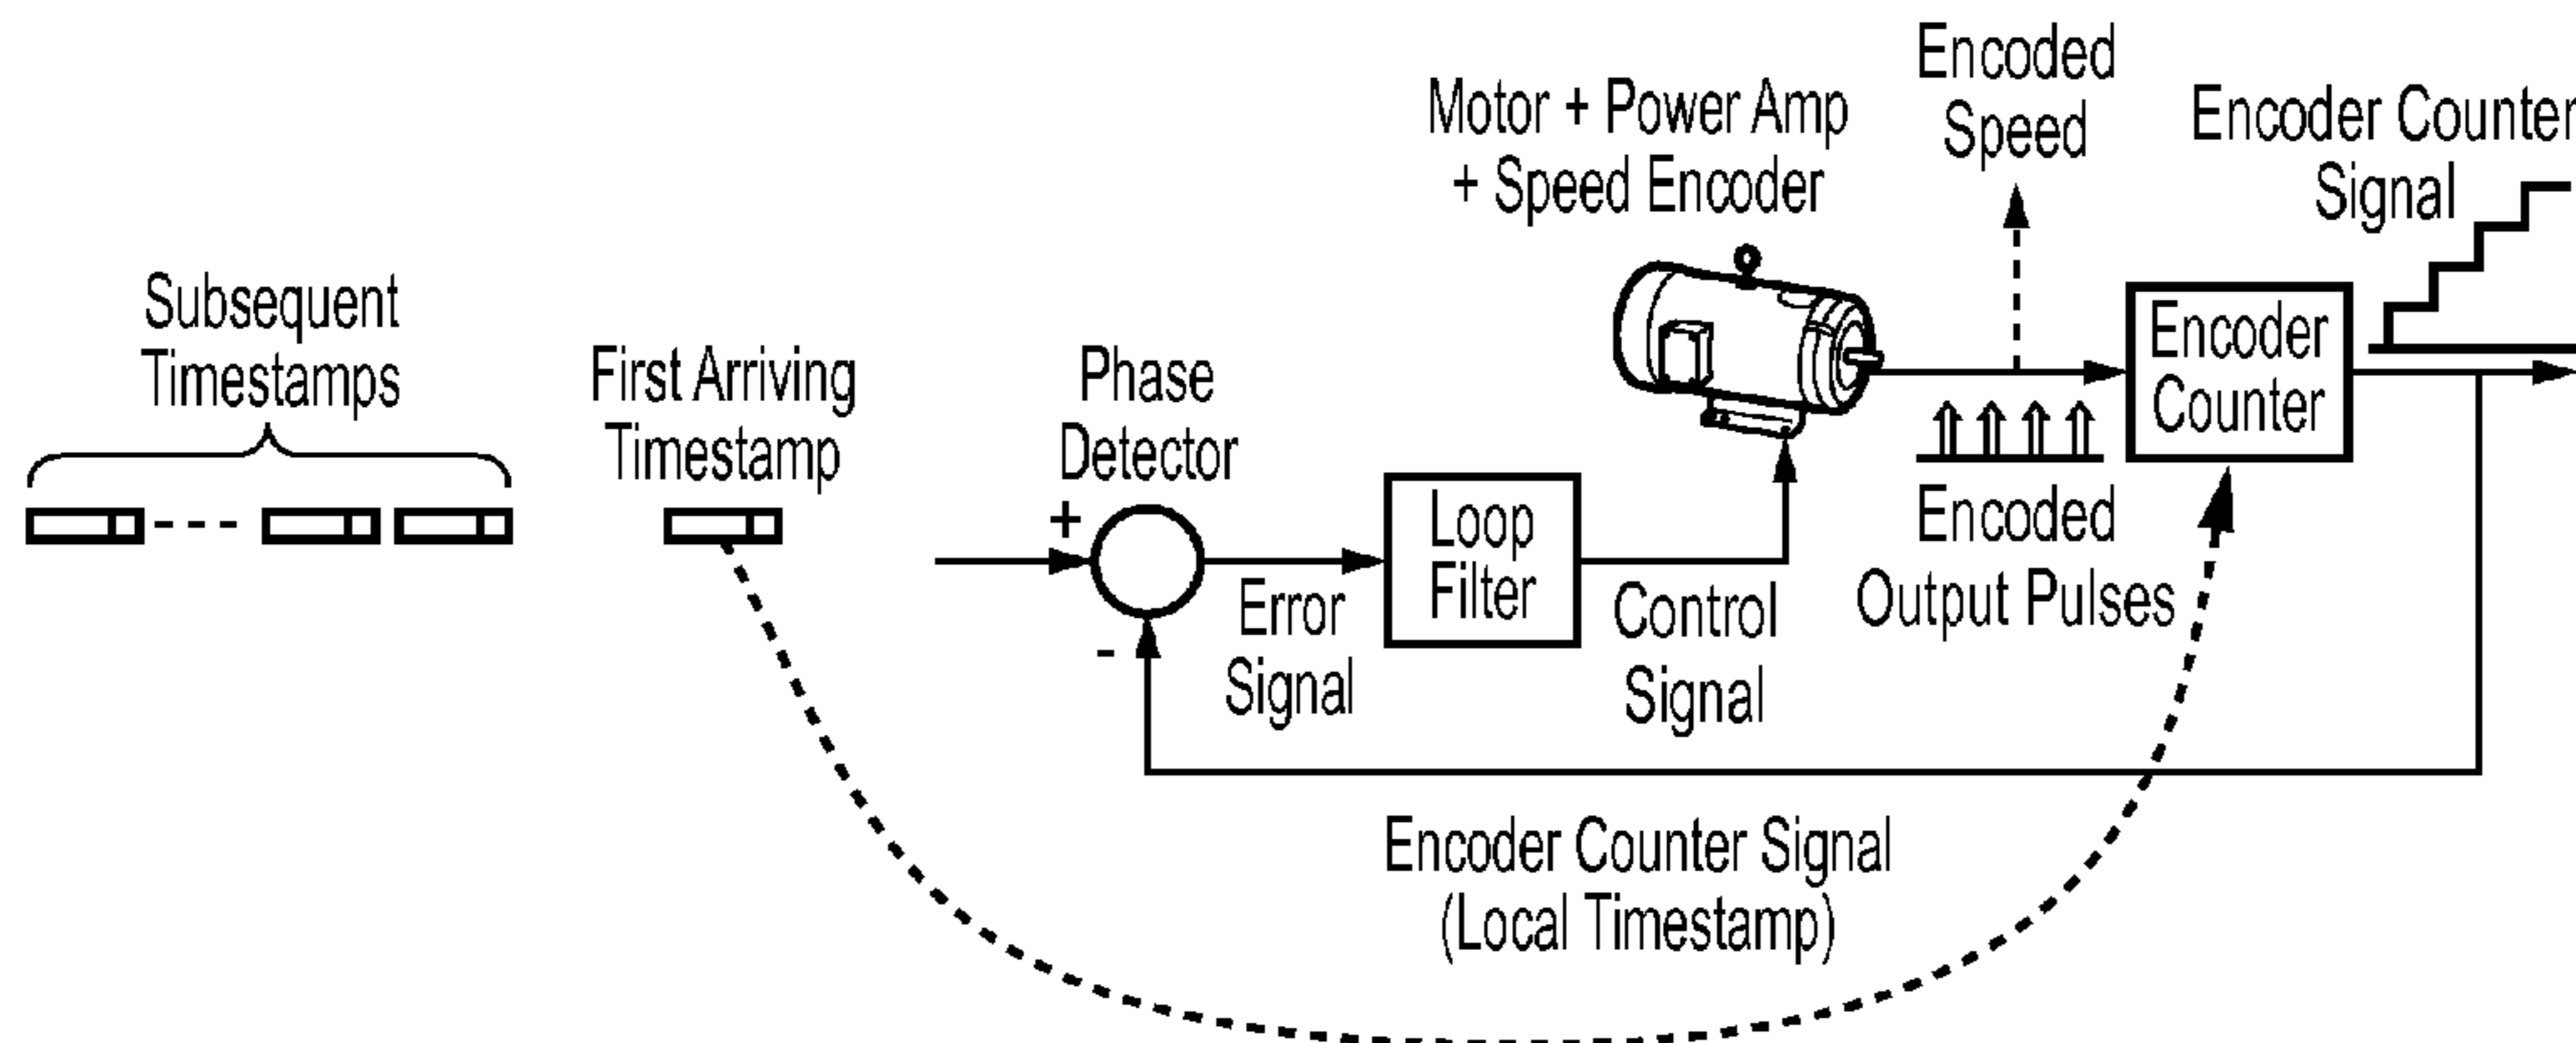 Subsequent
Timestamps
First Arriving
Timestamp
Phase
Detector
+
-
Error
Signal
Loop
Filter
Control
Signal
Motor + Power Amp
+ Speed Encoder
Encoded
Speed
Encoded
Output Pulses
Encoder
Counter
Encoder Counter
Signal
Encoder Counter Signal
(Local Timestamp)